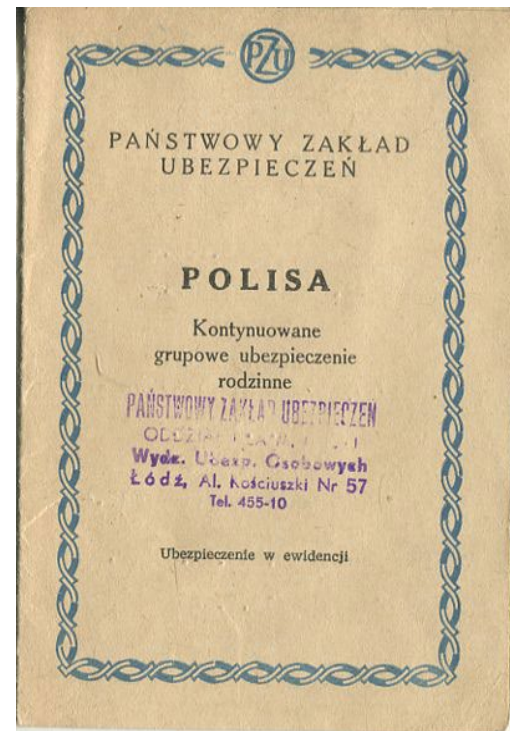 PZU
PAŃSTWOWY ZAKŁAD
UBEZPIECZEŃ
POLISA
Kontynuowane
grupowe ubezpieczenie
rodzinne
PAŃSTWOWY ZAKŁAD UBEZPIECZEŃ
Wydz. Ubezp. Osobowych
Łódź, Al. Kościuszki Nr 57
Tel. 455-10
Ubezpieczenie w ewidencji